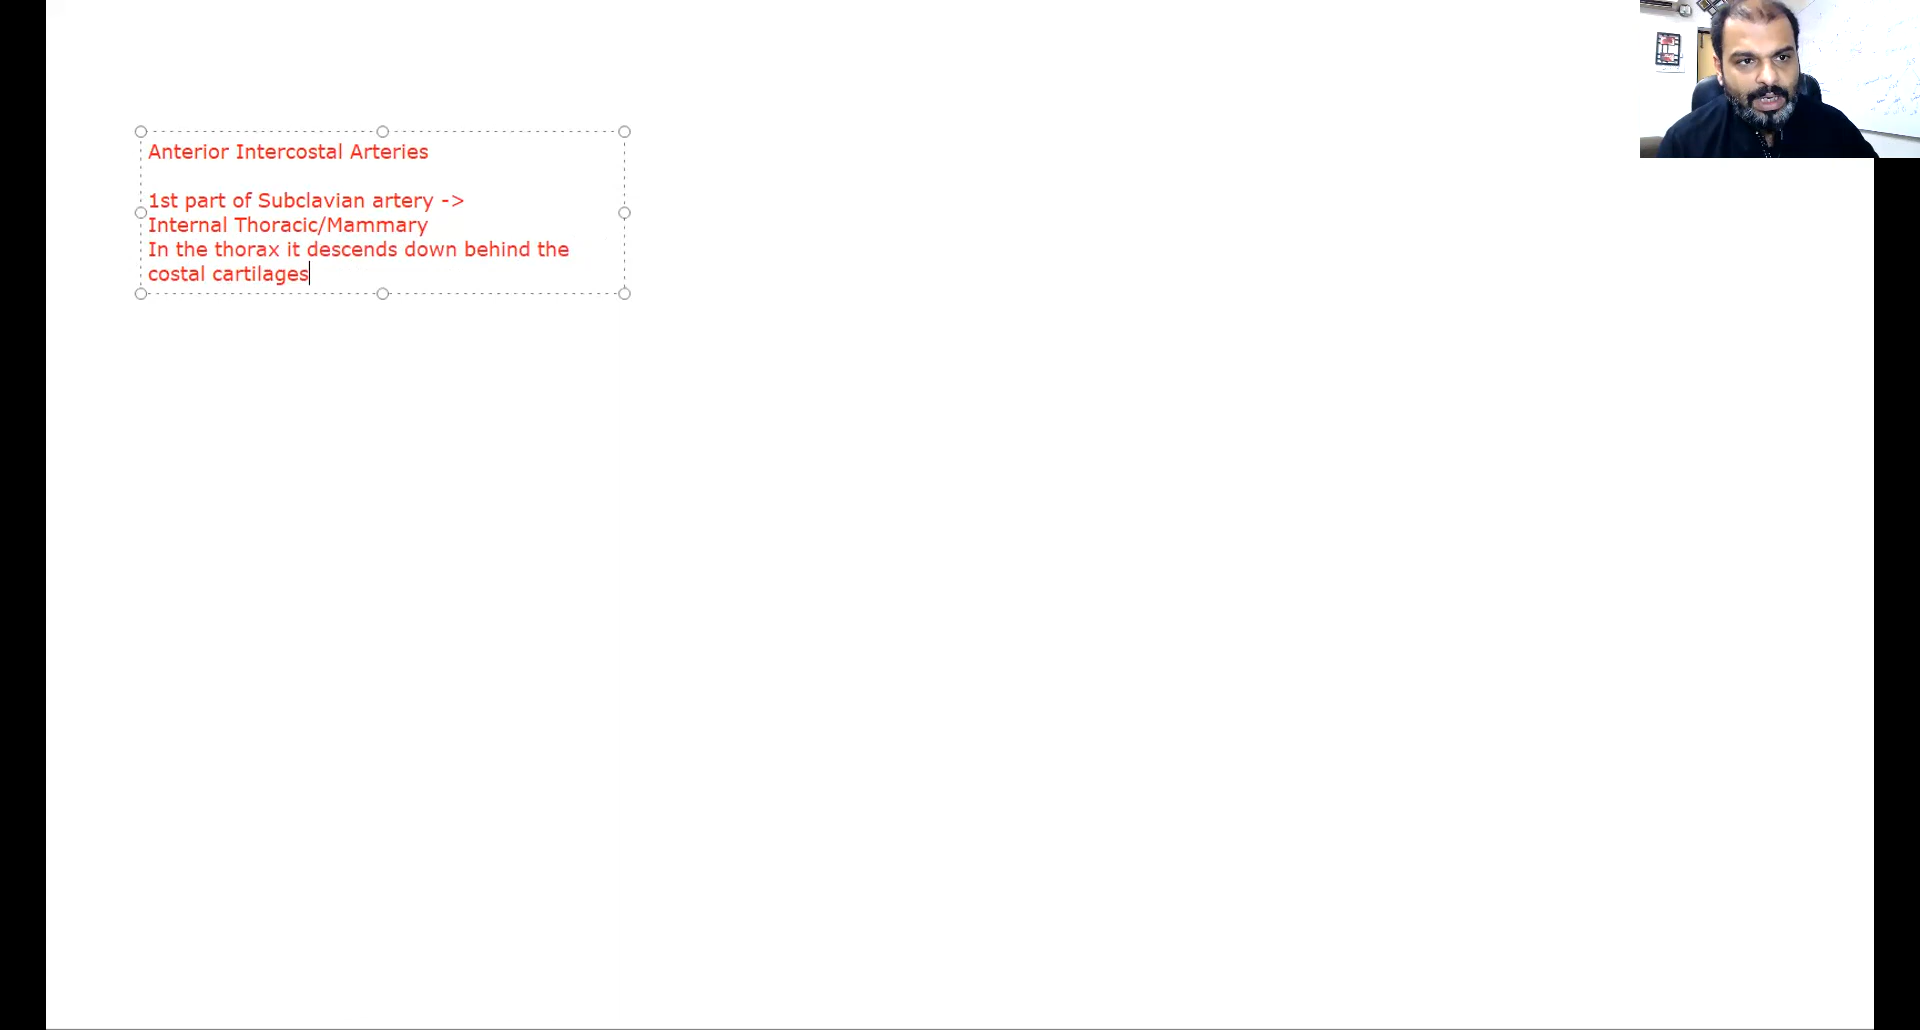 Anterior Intercostal Arteries
1st part of Subclavian artery ->
Internal Thoracic/Mammary
In the thorax it descends down behind the
costal cartilages